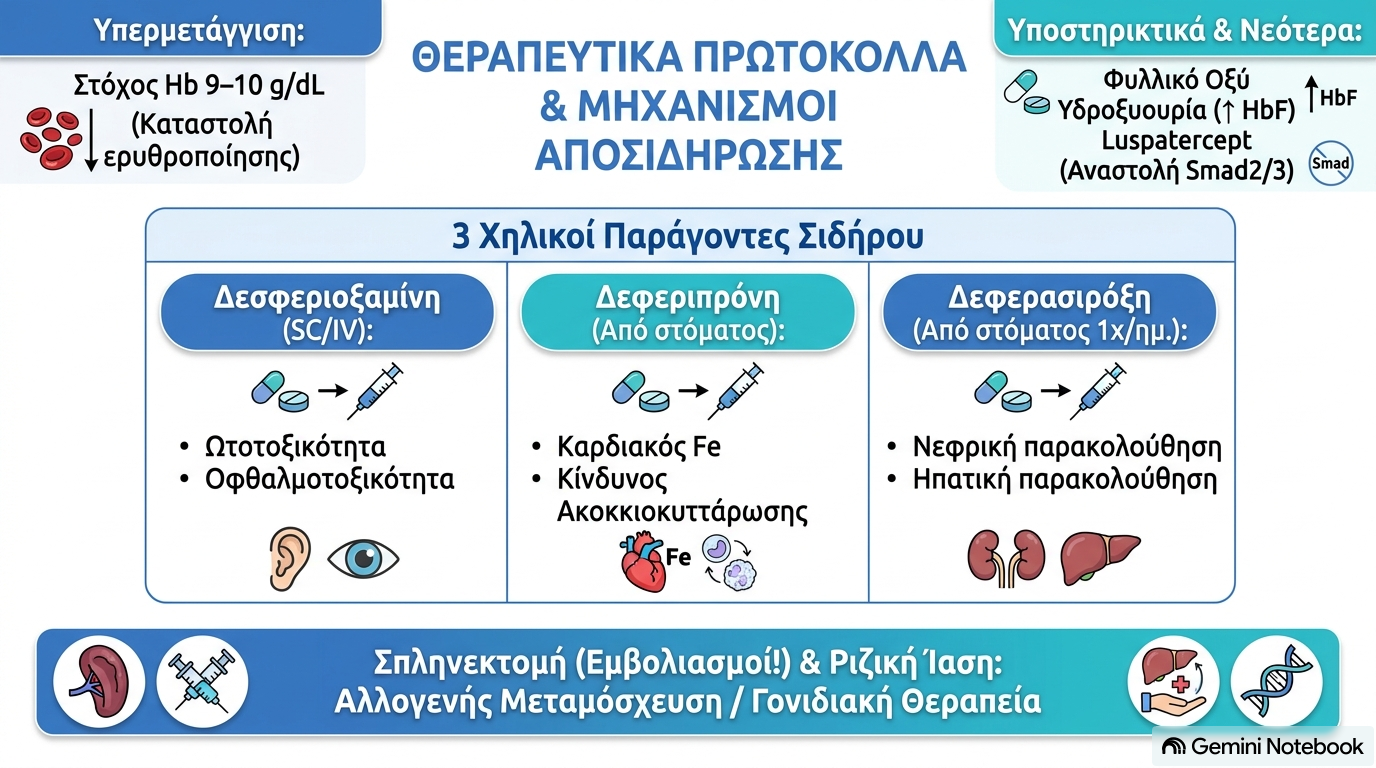 Υπερμετάγγιση:
Στόχος Hb 9–10 g/dL
(Καταστολή
ερυθροποίησης)
ΘΕΡΑΠΕΥΤΙΚΑ ΠΡΩΤΟΚΟΛΛΑ
& ΜΗΧΑΝΙΣΜΟΙ
ΑΠΟΣΙΔΗΡΩΣΗΣ
Υποστηρικτικά & Νεότερα:
Φυλλικό Οξύ
Υδροξυουρία (↑ HbF)
Luspatercept
(Αναστολή Smad2/3)
↑HbF
Smad
3 Χηλικοί Παράγοντες Σιδήρου
Δεσφεριοξαμίνη
(SC/IV):
• Ωτοτοξικότητα
• Οφθαλμοτοξικότητα
Δεφεριπρόνη
(Από στόματος):
• Καρδιακός Fe
• Κίνδυνος
Ακοκκιοκυττάρωσης
Fe
Δεφερασιρόξη
(Από στόματος 1x/ημ.):
• Νεφρική παρακολούθηση
• Ηπατική παρακολούθηση
Σπληνεκτομή (Εμβολιασμοί!) & Ριζική Ίαση:
Αλλογενής Μεταμόσχευση / Γονιδιακή Θεραπεία
Gemini Notebook